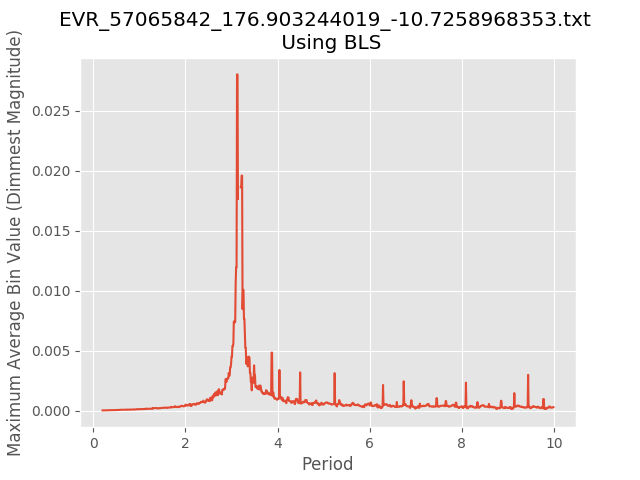 EVR_57065842_176.903244019_-10.7258968353.txt
Using BLS
Maximum Average Bin Value (Dimmest Magnitude)
0.025
0.020
0.015
0.010
0.005
0.000
0 2 4 6 8 10
Period